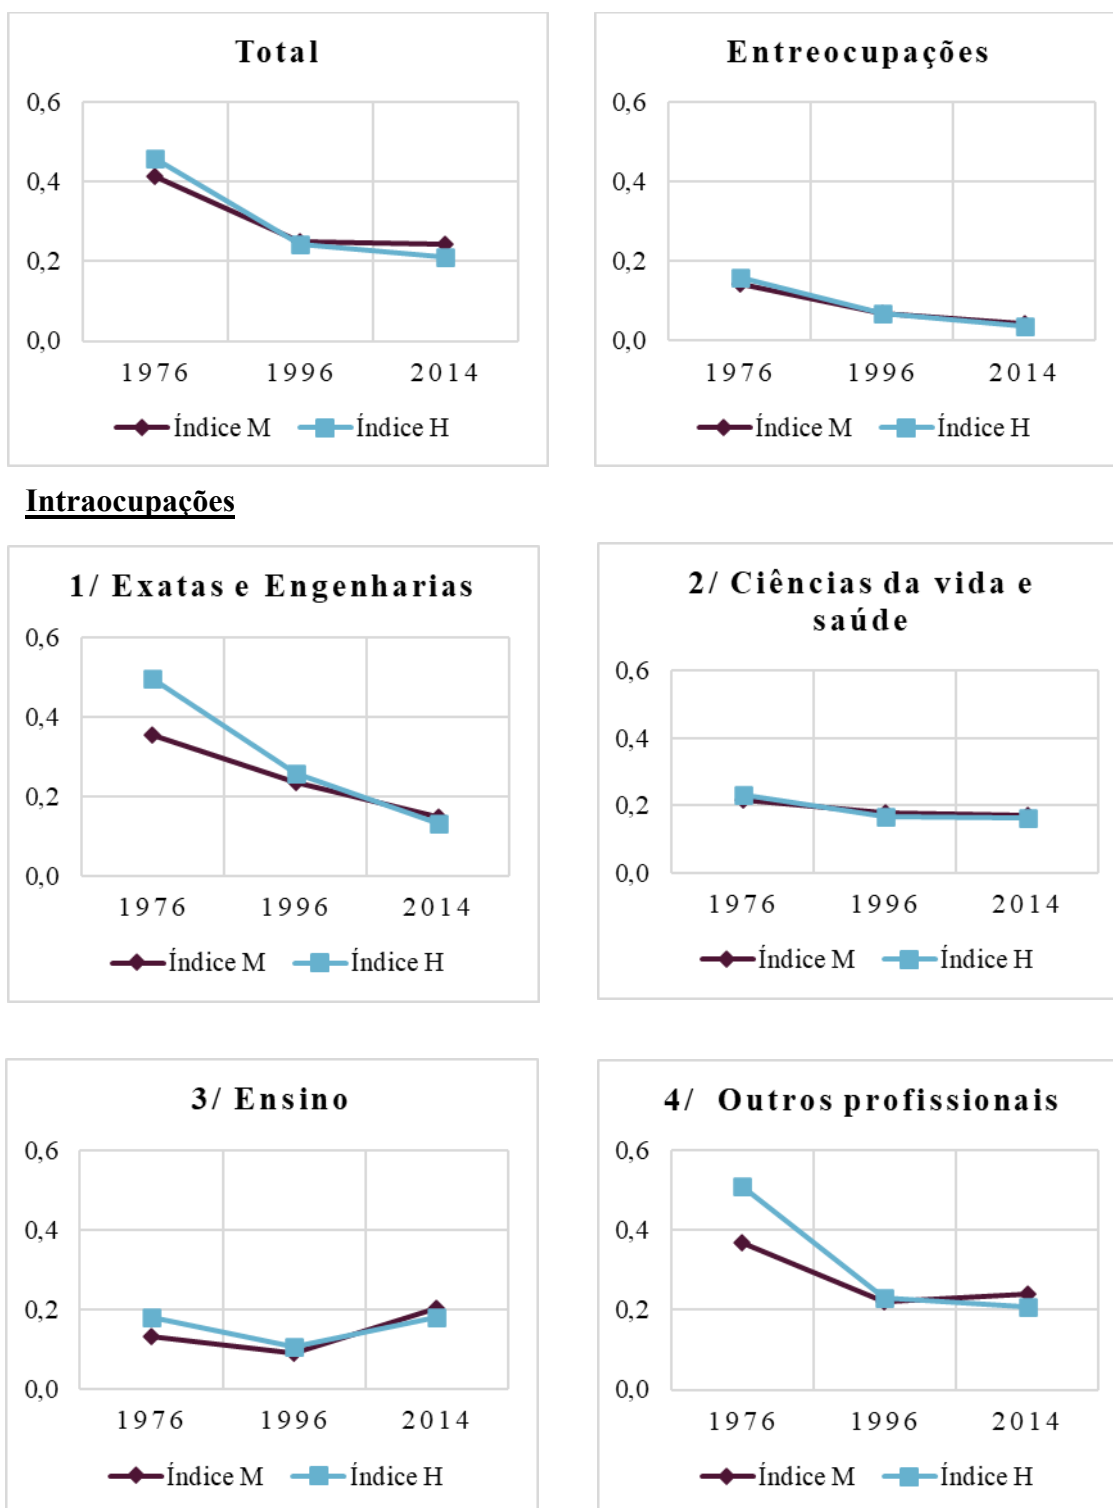 Total
0,6
0,4
0,2
0,0
1976 1996 2014
Índice M Índice H
Entreocupações
0,6
0,4
0,2
0,0
1976 1996 2014
Índice M Índice H
Intraocupações
1/ Exatas e Engenharias
0,6
0,4
0,2
0,0
1976 1996 2014
Índice M Índice H
2/ Ciências da vida e
saúde
0,6
0,4
0,2
0,0
1976 1996 2014
Índice M Índice H
3/ Ensino
0,6
0,4
0,2
0,0
1976 1996 2014
Índice M Índice H
4/ Outros profissionais
0,6
0,4
0,2
0,0
1976 1996 2014
Índice M Índice H